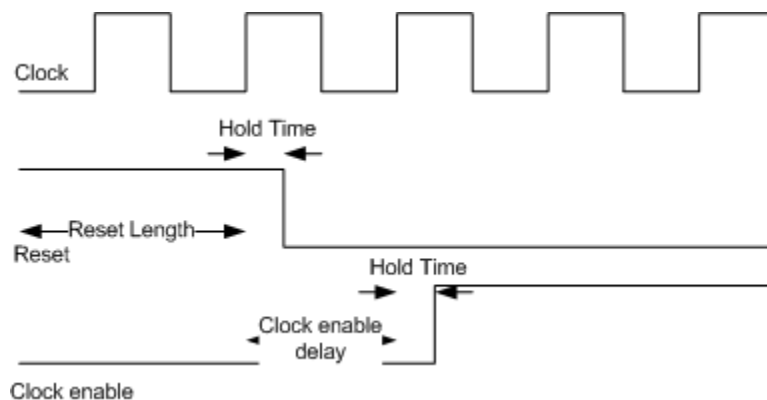 Clock
Hold Time
Reset Length
Reset
Hold Time
Clock enable
delay
Clock enable